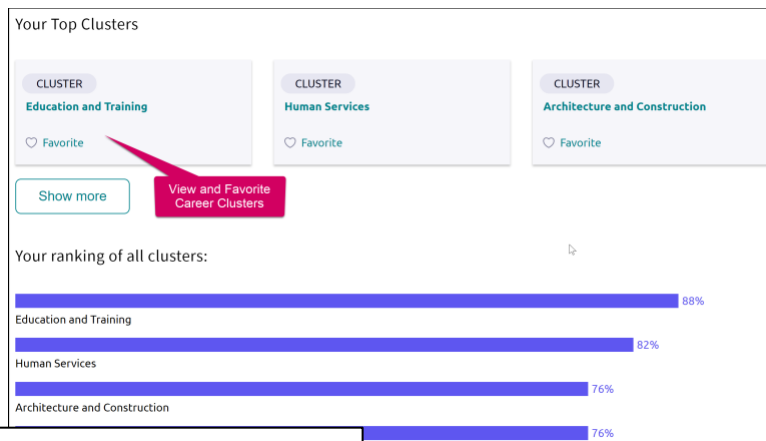 Your Top Clusters
CLUSTER
Education and Training
Favorite
CLUSTER
Human Services
Favorite
CLUSTER
Architecture and Construction
Favorite
Show more
View and Favorite
Career Clusters
Your ranking of all clusters:
88%
Education and Training
82%
Human Services
76%
Architecture and Construction
76%